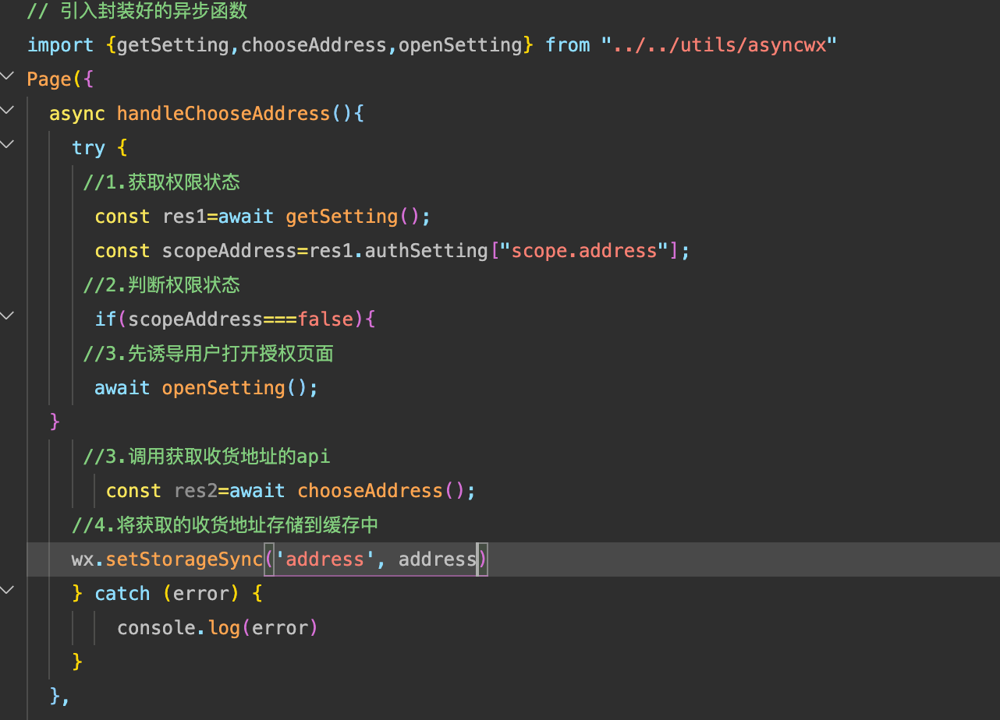 // 引入封装好的异步函数
import {getSetting,chooseAddress,openSetting} from "../../utils/asyncwx"
Page({
async handleChooseAddress(){
try {
//1.获取权限状态
const res1=await getSetting();
const scopeAddress=res1.authSetting["scope.address"];
//2.判断权限状态
if(scopeAddress===false){
//3.先诱导用户打开授权页面
await openSetting();
}
//3.调用获取收货地址的api
const res2=await chooseAddress();
//4.将获取的收货地址存储到缓存中
wx.setStorageSync('address', address)
} catch (error) {
console.log(error)
}
},